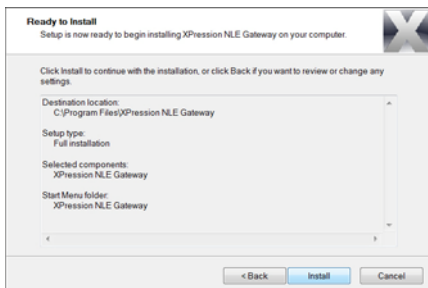 Ready to Install
Setup is now ready to begin installing XPression NLE Gateway on your computer.
Click Install to continue with the installation, or click Back if you want to review or change any
settings.
Destination location:
C:\Program Files\XPression NLE Gateway
Setup type:
Full installation
Selected components:
XPression NLE Gateway
Start Menu folder:
XPression NLE Gateway
< Back
Install
Cancel